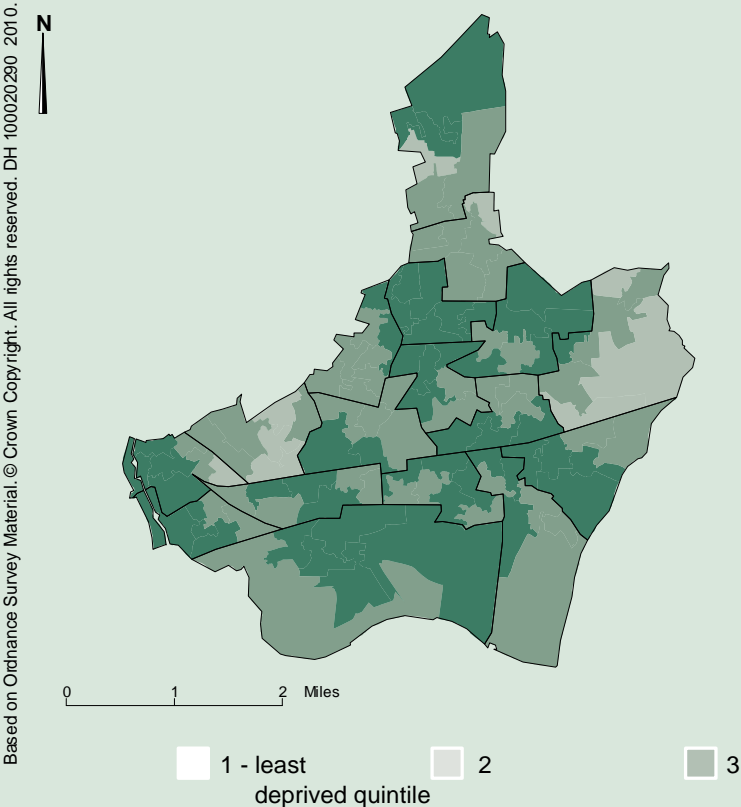 Based on Ordnance Survey Material. © Crown Copyright. All rights reserved. DH 100020290 2010.
N
0 1 2 Miles
1 - least 2 3
deprived quintile